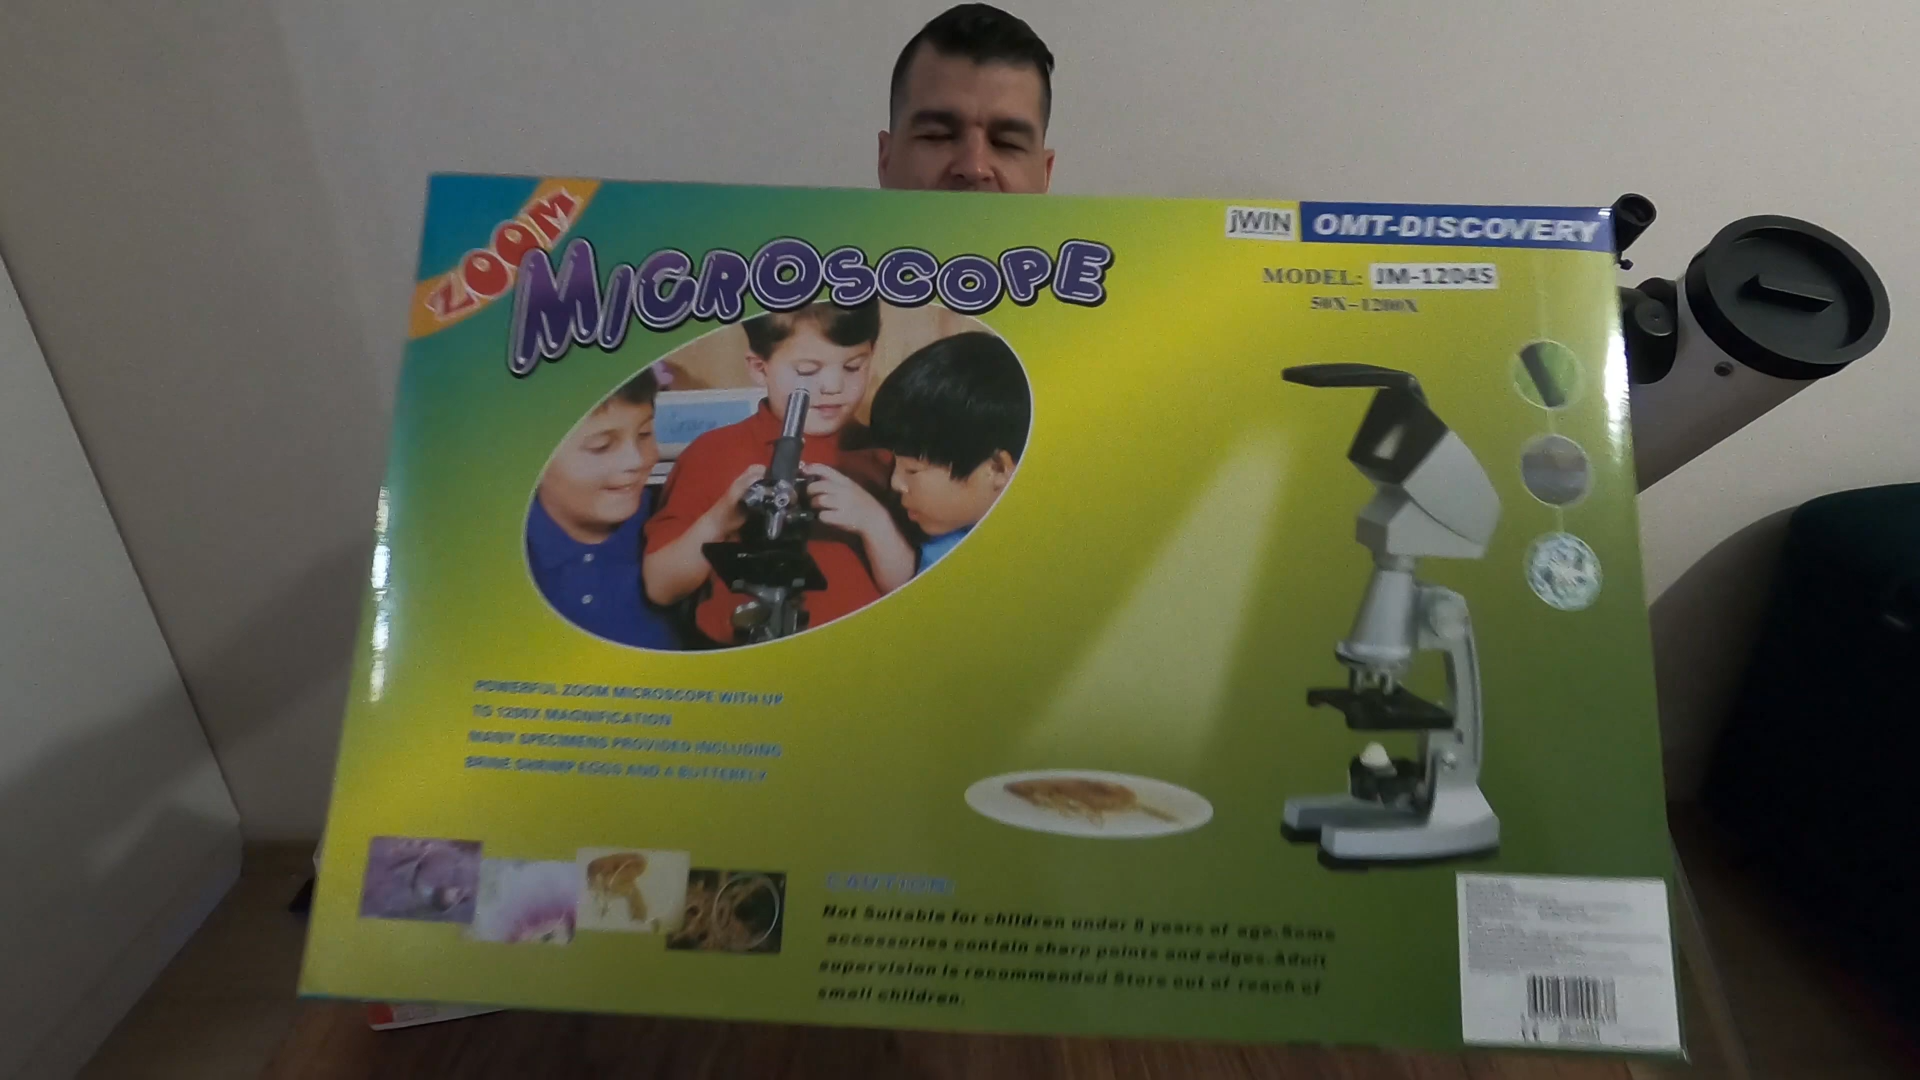 ZOOM
MICROSCOPE
jWIN
OMT-DISCOVERY
MODEL: JM-1204S
50X-1200X
POWERFUL ZOOM MICROSCOPE WITH UP
TO 1200X MAGNIFICATION
MANY SPECIMENS PROVIDED INCLUDING
BRINE SHRIMP EGGS AND A BUTTERFLY
CAUTION:
Not Suitable for children under 8 years of age.Some
accessories contain sharp points and edges.Adult
supervision is recommended Store out of reach of
small children.